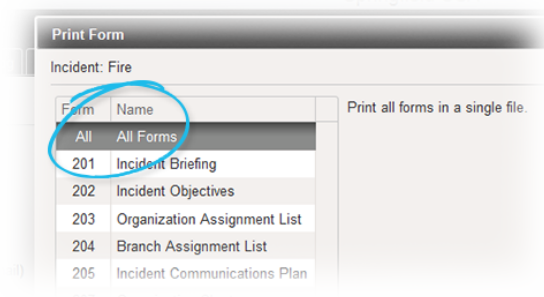 Print Form
Incident: Fire
Form Name
Print all forms in a single file.
All All Forms
201 Incident Briefing
202 Incident Objectives
203 Organization Assignment List
204 Branch Assignment List
205 Incident Communications Plan